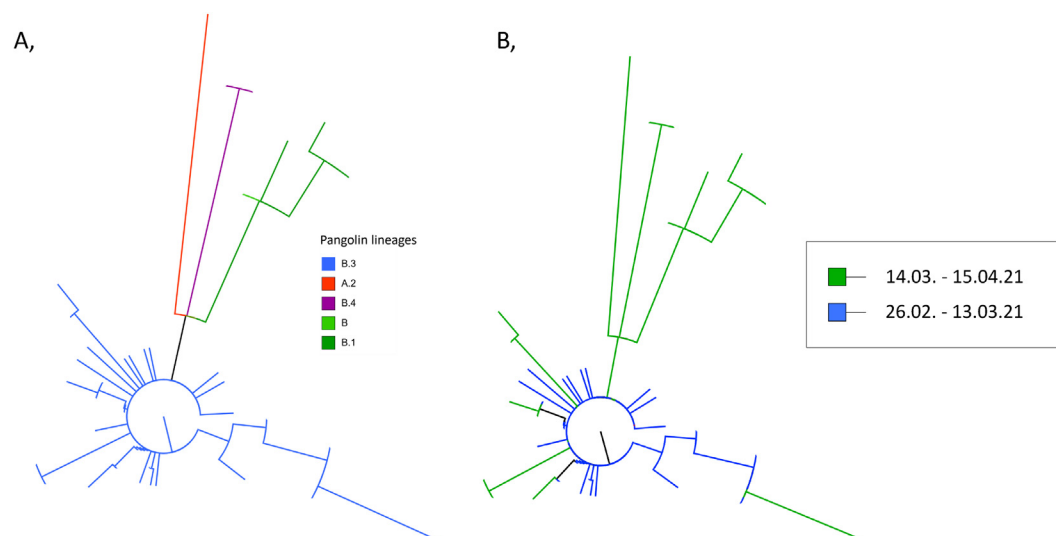 A,
B,
Pangolin lineages
B.3
A.2
B.4
B
B.1
14.03. - 15.04.21
26.02. - 13.03.21